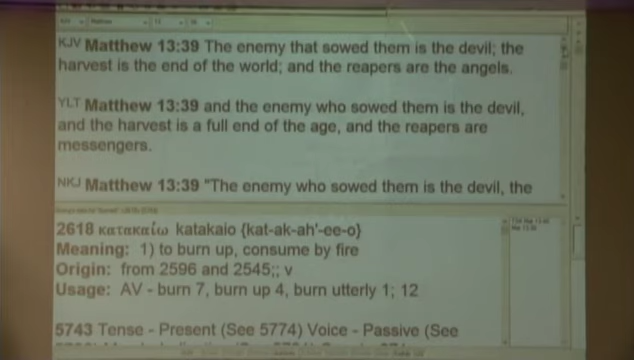 KJV Matthew 13:39 The enemy that sowed them is the devil; the
harvest is the end of the world; and the reapers are the angels.
YLT Matthew 13:39 and the enemy who sowed them is the devil,
and the harvest is a full end of the age, and the reapers are
messengers.
NKJ Matthew 13:39 "The enemy who sowed them is the devil, the
2618 κατακαίω katakaio {kat-ak-ah'-ee-o}
Meaning: 1) to burn up, consume by fire
Origin: from 2596 and 2545;; v
Usage: AV - burn 7, burn up 4, burn utterly 1; 12
5743 Tense - Present (See 5774) Voice - Passive (See